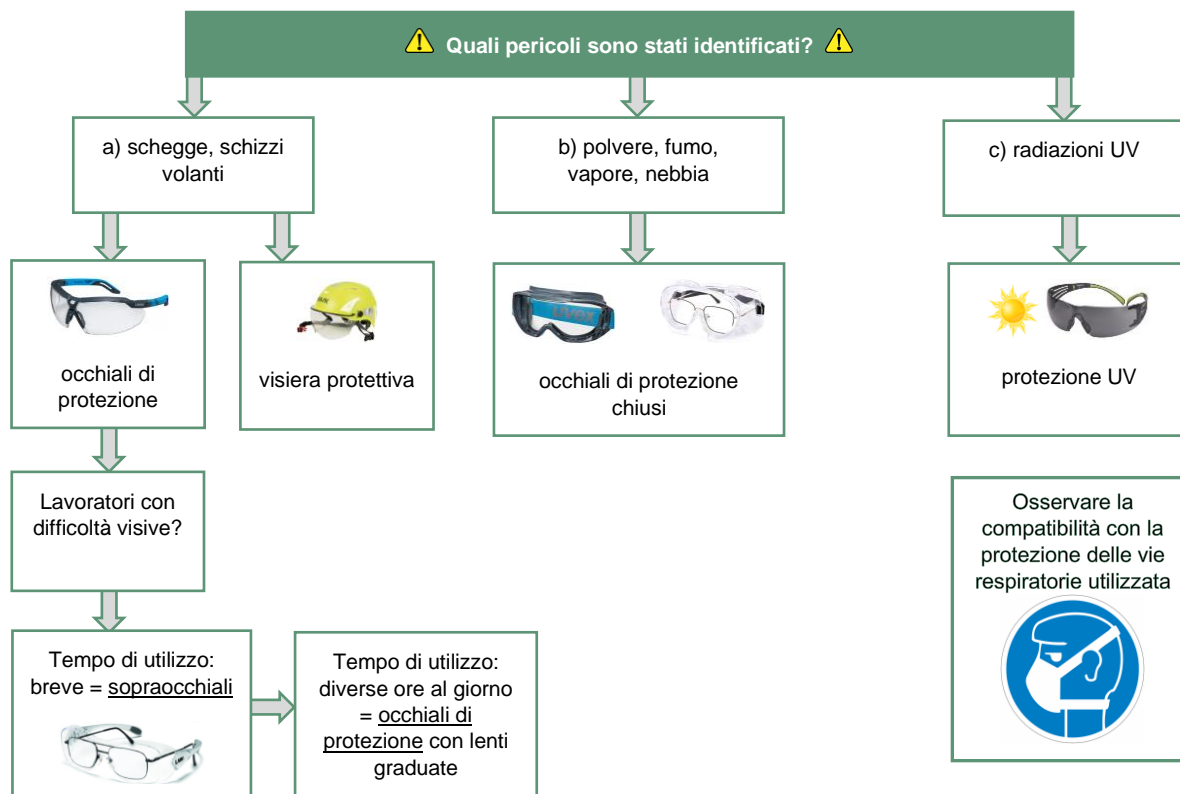 Quali pericoli sono stati identificati?
a) schegge, schizzi
volanti
b) polvere, fumo,
vapore, nebbia
c) radiazioni UV
occhiali di
protezione
visiera protettiva
uvex
occhiali di protezione
chiusi
protezione UV
Lavoratori con
difficoltà visive?
Osservare la
compatibilità con la
protezione delle vie
respiratorie utilizzata
Tempo di utilizzo:
breve = sopraocchiali
Tempo di utilizzo:
diverse ore al giorno
= occhiali di
protezione con lenti
graduate